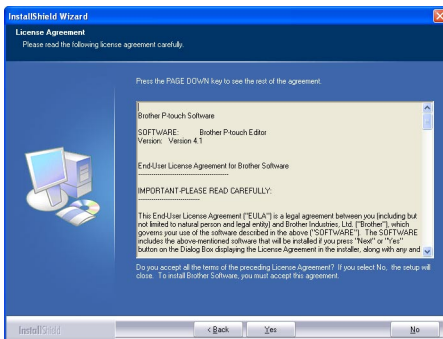 InstallShield Wizard
License Agreement
Please read the following license agreement carefully.
Press the PAGE DOWN key to see the rest of the agreement.
Brother P-touch Software
SOFTWARE: Brother P-touch Editor
Version: Version 4.1
End-User License Agreement for Brother Software
----------------------------------------
IMPORTANT-PLEASE READ CAREFULLY:
----------------------------------------
This End-User License Agreement ("EULA") is a legal agreement between you (including but
not limited to natural person and legal entity) and Brother Industries, Ltd. ("Brother"), which
governs your use of the software described in the above ("SOFTWARE"). The SOFTWARE
includes the above-mentioned software that will be installed if you press "Next" or "Yes"
button on the Dialog Box displaying the License Agreement in the installer, along with any and
Do you accept all the terms of the preceding License Agreement? If you select No, the setup will
close. To install Brother Software, you must accept this agreement.
InstallShield
< Back
Yes
No